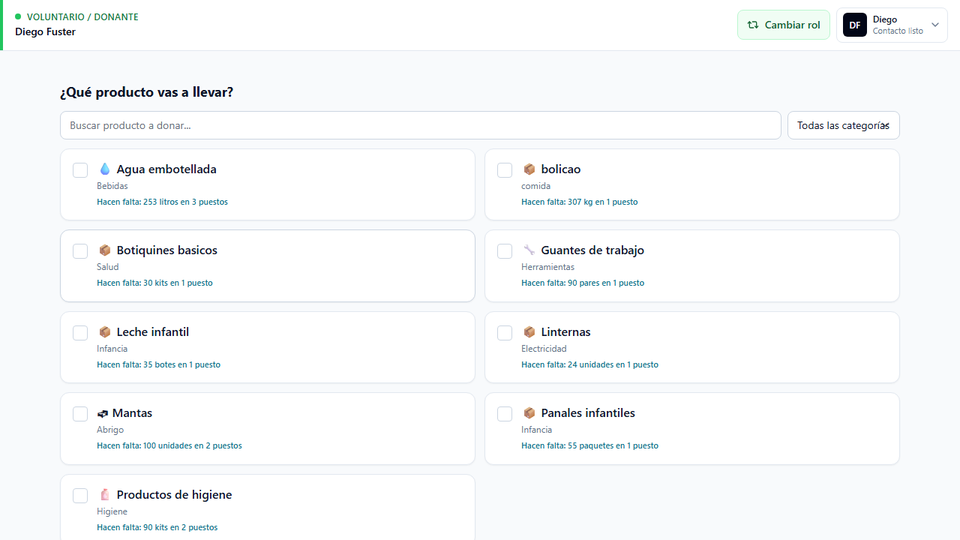 VOLUNTARIO / DONANTE
Diego Fuster
Cambiar rol
DF
Diego
Contacto listo
¿Qué producto vas a llevar?
Buscar producto a donar...
Todas las categorías
Agua embotellada
Bebidas
Hacen falta: 253 litros en 3 puestos
bolicao
comida
Hacen falta: 307 kg en 1 puesto
Botiquines basicos
Salud
Hacen falta: 30 kits en 1 puesto
Guantes de trabajo
Herramientas
Hacen falta: 90 pares en 1 puesto
Leche infantil
Infancia
Hacen falta: 35 botes en 1 puesto
Linternas
Electricidad
Hacen falta: 24 unidades en 1 puesto
Mantas
Abrigo
Hacen falta: 100 unidades en 2 puestos
Panales infantiles
Infancia
Hacen falta: 55 paquetes en 1 puesto
Productos de higiene
Higiene
Hacen falta: 90 kits en 2 puestos